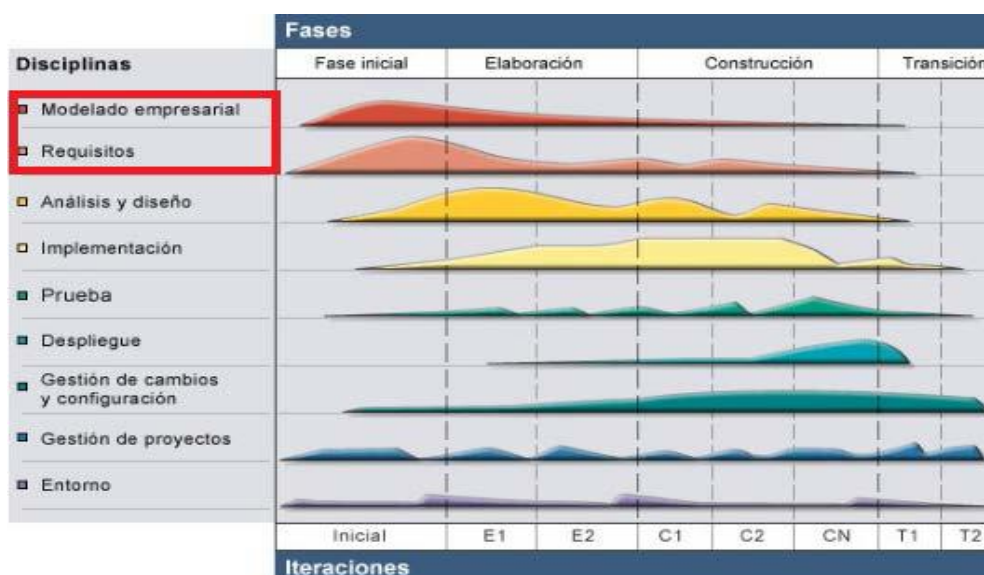 Fases
Disciplinas
Fase inicial
Elaboración
Construcción
Transición
Modelado empresarial
Requisitos
Análisis y diseño
Implementación
Prueba
Despliegue
Gestión de cambios
y configuración
Gestión de proyectos
Entorno
Inicial
E1
E2
C1
C2
CN
T1
T2
Iteraciones